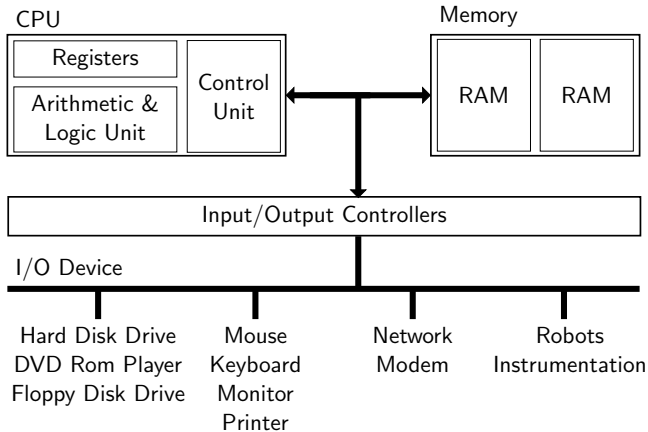 CPU
Memory
Registers
Arithmetic &
Logic Unit
Control
Unit
RAM
RAM
Input/Output Controllers
I/O Device
Hard Disk Drive
DVD Rom Player
Floppy Disk Drive
Mouse
Keyboard
Monitor
Printer
Network
Modem
Robots
Instrumentation